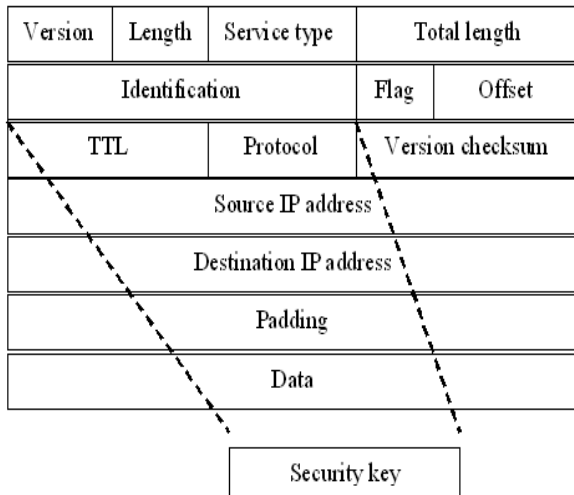 Version Length Service type Total length
Identification Flag Offset
TTL Protocol Version checksum
Source IP address
Destination IP address
Padding
Data
Security key